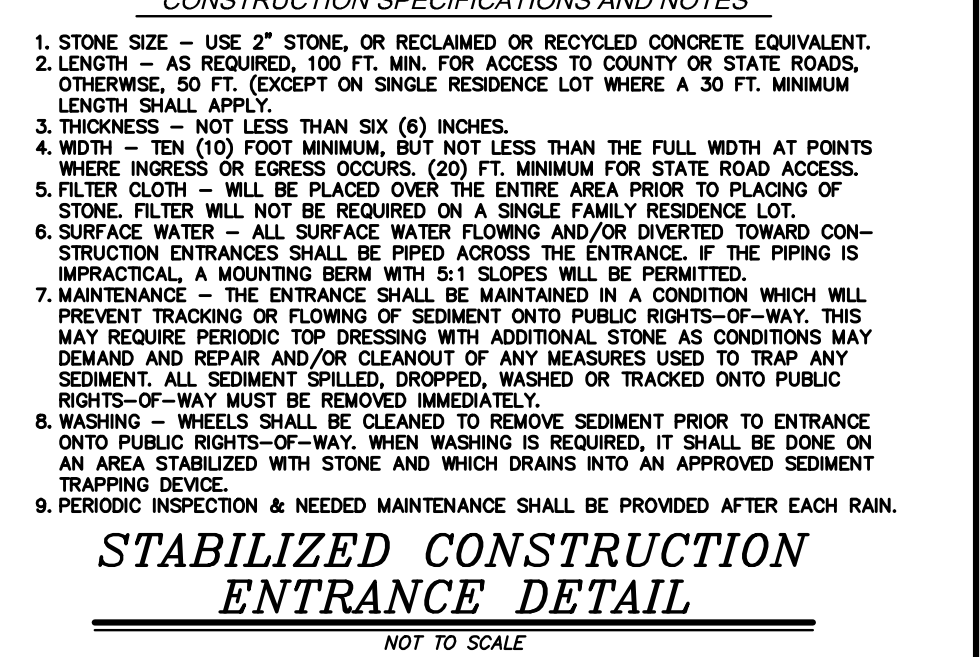 CONSTRUCTION SPECIFICATIONS AND NOTES
1. STONE SIZE – USE 2" STONE, OR RECLAIMED OR RECYCLED CONCRETE EQUIVALENT.
2. LENGTH – AS REQUIRED, 100 FT. MIN. FOR ACCESS TO COUNTY OR STATE ROADS,
OTHERWISE, 50 FT. (EXCEPT ON SINGLE RESIDENCE LOT WHERE A 30 FT. MINIMUM
LENGTH SHALL APPLY.
3. THICKNESS – NOT LESS THAN SIX (6) INCHES.
4. WIDTH – TEN (10) FOOT MINIMUM, BUT NOT LESS THAN THE FULL WIDTH AT POINTS
WHERE INGRESS OR EGRESS OCCURS. (20) FT. MINIMUM FOR STATE ROAD ACCESS.
5. FILTER CLOTH – WILL BE PLACED OVER THE ENTIRE AREA PRIOR TO PLACING OF
STONE. FILTER WILL NOT BE REQUIRED ON A SINGLE FAMILY RESIDENCE LOT.
6. SURFACE WATER – ALL SURFACE WATER FLOWING AND/OR DIVERTED TOWARD CON–
STRUCTION ENTRANCES SHALL BE PIPED ACROSS THE ENTRANCE. IF THE PIPING IS
IMPRACTICAL, A MOUNTING BERM WITH 5:1 SLOPES WILL BE PERMITTED.
7. MAINTENANCE – THE ENTRANCE SHALL BE MAINTAINED IN A CONDITION WHICH WILL
PREVENT TRACKING OR FLOWING OF SEDIMENT ONTO PUBLIC RIGHTS–OF–WAY. THIS
MAY REQUIRE PERIODIC TOP DRESSING WITH ADDITIONAL STONE AS CONDITIONS MAY
DEMAND AND REPAIR AND/OR CLEANOUT OF ANY MEASURES USED TO TRAP ANY
SEDIMENT. ALL SEDIMENT SPILLED, DROPPED, WASHED OR TRACKED ONTO PUBLIC
RIGHTS–OF–WAY MUST BE REMOVED IMMEDIATELY.
8. WASHING – WHEELS SHALL BE CLEANED TO REMOVE SEDIMENT PRIOR TO ENTRANCE
ONTO PUBLIC RIGHTS–OF–WAY. WHEN WASHING IS REQUIRED, IT SHALL BE DONE ON
AN AREA STABILIZED WITH STONE AND WHICH DRAINS INTO AN APPROVED SEDIMENT
TRAPPING DEVICE.
9. PERIODIC INSPECTION & NEEDED MAINTENANCE SHALL BE PROVIDED AFTER EACH RAIN.
STABILIZED CONSTRUCTION
ENTRANCE DETAIL
NOT TO SCALE